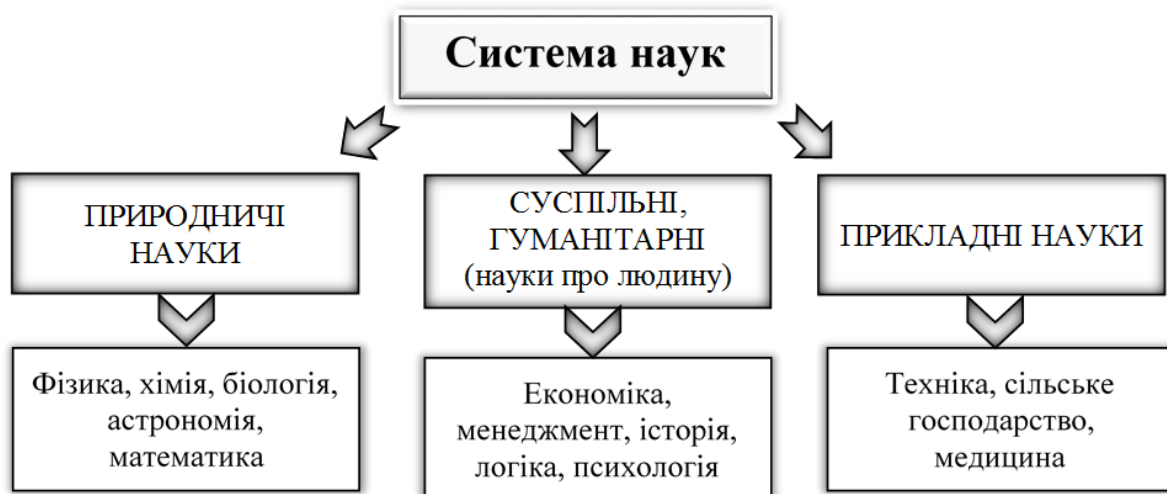 Система наук
ПРИРОДНИЧІ
НАУКИ
СУСПІЛЬНІ,
ГУМАНІТАРНІ
(науки про людину)
ПРИКЛАДНІ НАУКИ
Фізика, хімія, біологія,
астрономія,
математика
Економіка,
менеджмент, історія,
логіка, психологія
Техніка, сільське
господарство,
медицина